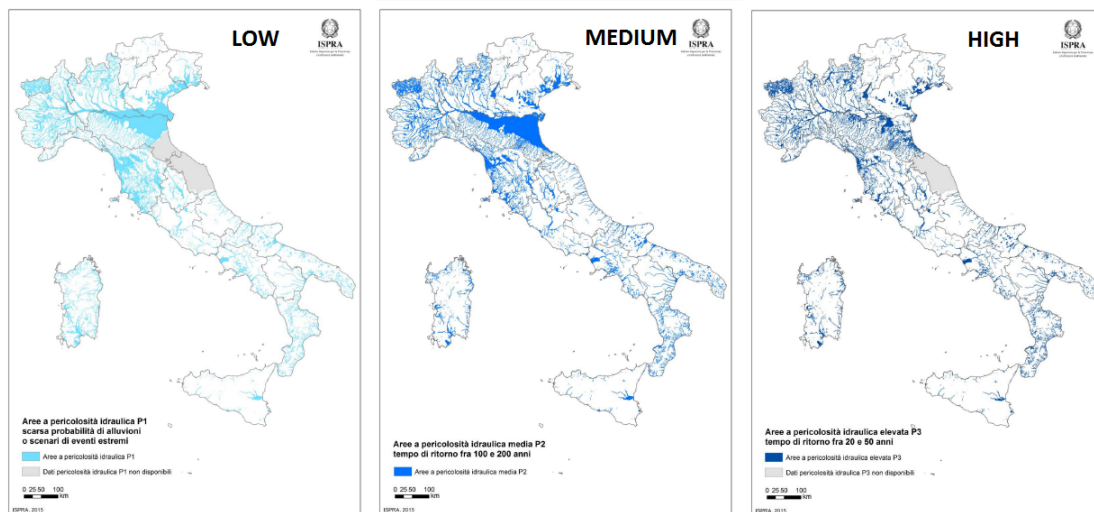 LOW
ISPRA
Aree a pericolosità idraulica P1
scarsa probabilità di alluvioni
o scenari di eventi estremi
Aree a pericolosità idraulica P1
Dati pericolosità idraulica P1 non disponibili
0 25 50 100
km
ISPRA, 2015
MEDIUM
ISPRA
Aree a pericolosità idraulica media P2
tempo di ritorno fra 100 e 200 anni
Aree a pericolosità idraulica media P2
0 25 50 100
km
ISPRA, 2015
HIGH
ISPRA
Aree a pericolosità idraulica elevata P3
tempo di ritorno fra 20 e 50 anni
Aree a pericolosità idraulica elevata P3
Dati pericolosità idraulica P3 non disponibili
0 25 50 100
km
ISPRA, 2015